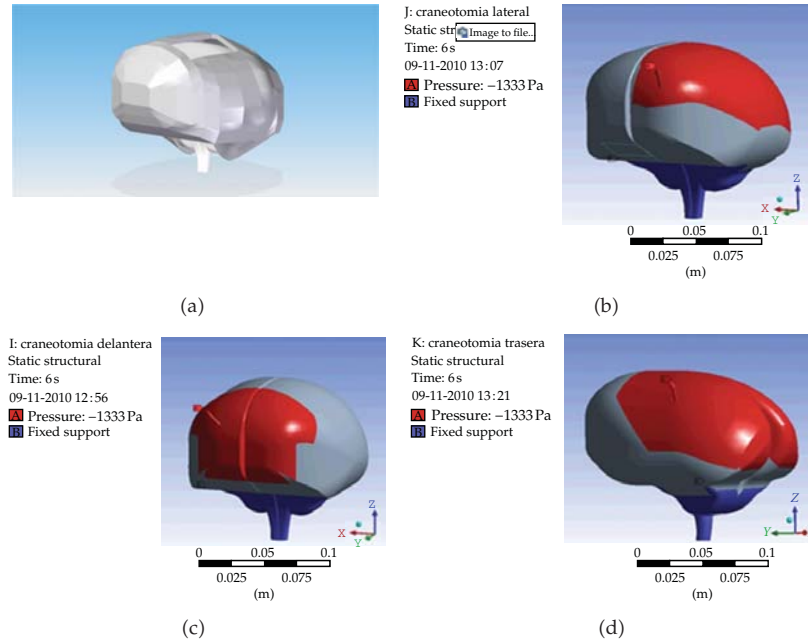 J: craneotomia lateral
Static str Image to file..
Time: 6 s
09-11-2010 13:07
A Pressure: −1333 Pa
B Fixed support
Z
X
Y
0 0.05 0.1
0.025 0.075
(m)
(a)
(b)
I: craneotomia delantera
Static structural
Time: 6 s
09-11-2010 12:56
A Pressure: −1333 Pa
B Fixed support
Z
X
Y
0 0.05 0.1
0.025 0.075
(m)
K: craneotomia trasera
Static structural
Time: 6 s
09-11-2010 13:21
A Pressure: −1333 Pa
B Fixed support
Z
Y
0 0.05 0.1
0.025 0.075
(m)
(c)
(d)